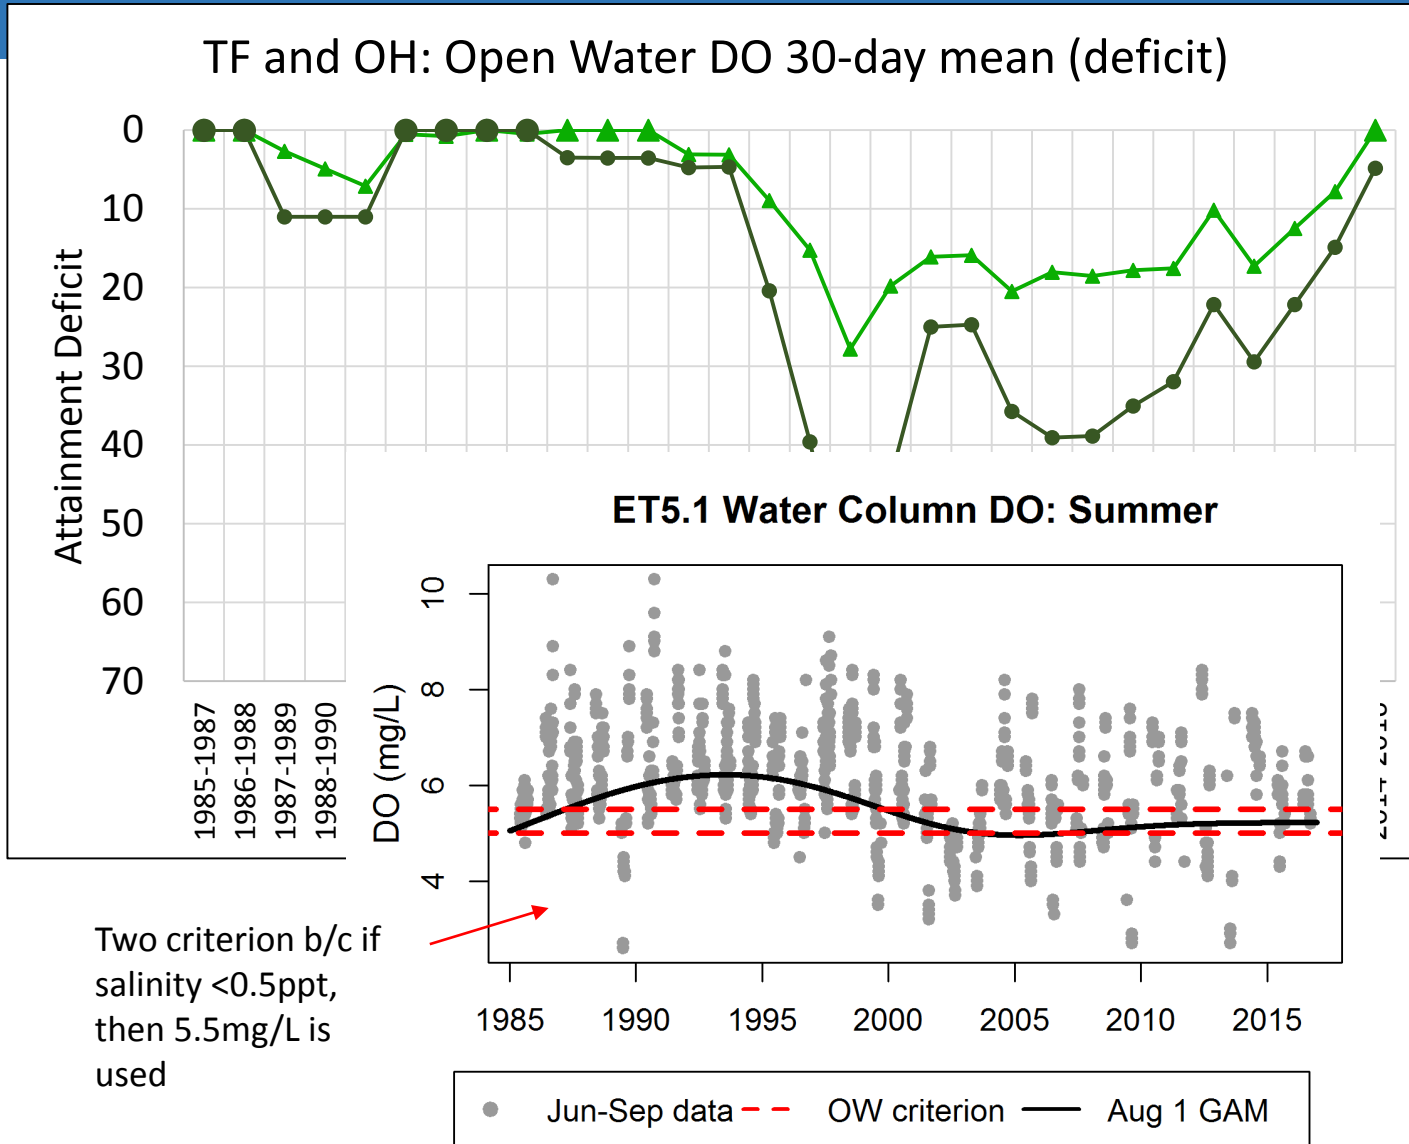 TF and OH: Open Water DO 30-day mean (deficit)
0
10
20
30
40
50
60
70
Attainment Deficit
1985-1987
1986-1988
1987-1989
1988-1990
ET5.1 Water Column DO: Summer
10
8
6
4
DO (mg/L)
1985
1990
1995
2000
2005
2010
2015
Jun-Sep data
OW criterion
Aug 1 GAM
Two criterion b/c if
salinity <0.5ppt,
then 5.5mg/L is
used